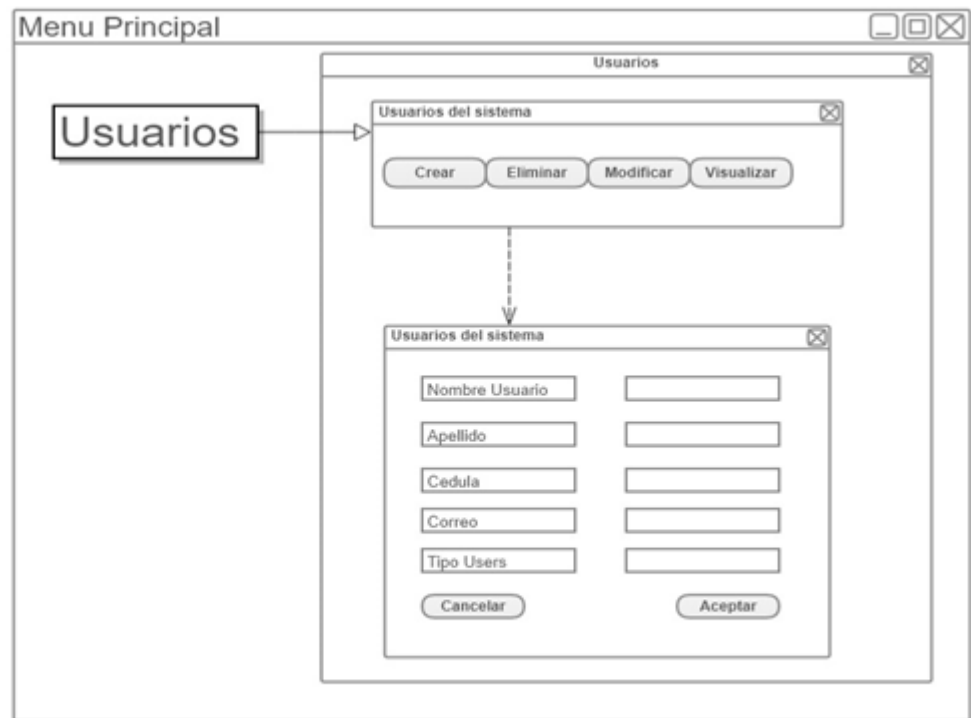 Menu Principal
Usuarios
Usuarios
Usuarios del sistema
Crear Eliminar Modificar Visualizar
Usuarios del sistema
Nombre Usuario
Apellido
Cedula
Correo
Tipo Users
Cancelar Aceptar